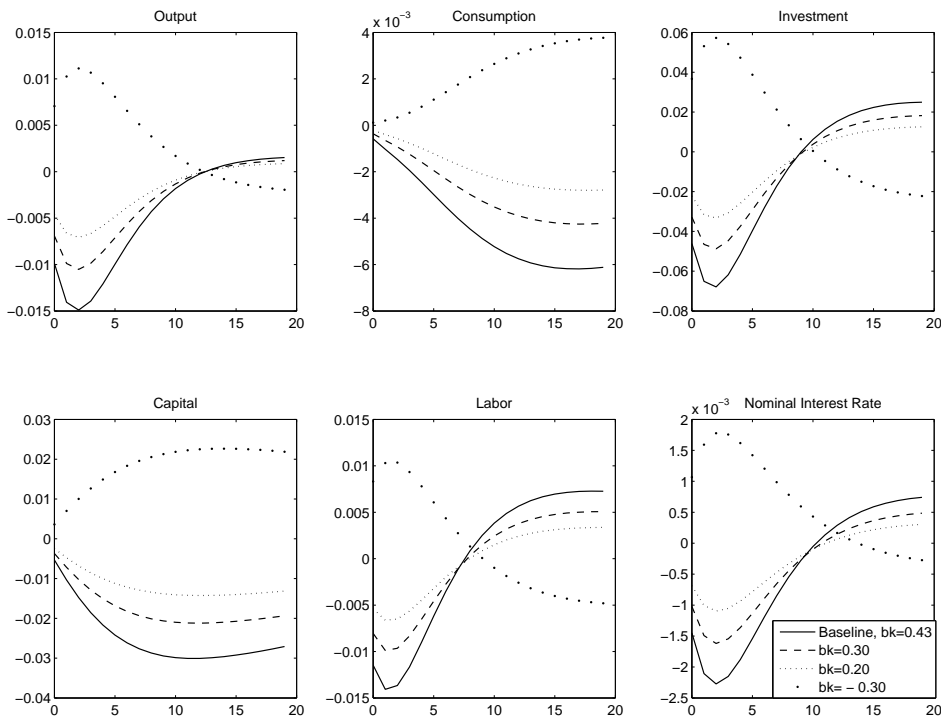 Output
0.015
0.01
0.005
0
−0.005
−0.01
−0.015
0 5 10 15 20
Consumption
x 10−3
4
2
0
−2
−4
−6
−8
0 5 10 15 20
Investment
0.06
0.04
0.02
0
−0.02
−0.04
−0.06
−0.08
0 5 10 15 20
Capital
0.03
0.02
0.01
0
−0.01
−0.02
−0.03
−0.04
0 5 10 15 20
Labor
0.015
0.01
0.005
0
−0.005
−0.01
−0.015
0 5 10 15 20
Nominal Interest Rate
x 10−3
2
1.5
1
0.5
0
−0.5
−1
−1.5
−2
−2.5
0 5 10 15 20
Baseline, bk=0.43
bk=0.30
bk=0.20
bk= − 0.30